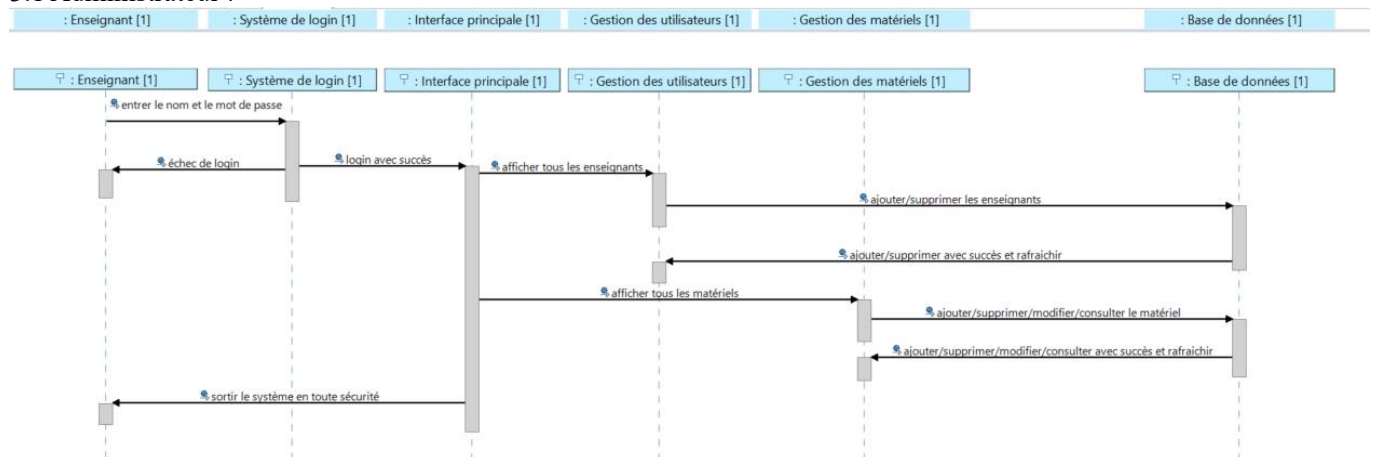 : Enseignant [1] : Système de login [1] : Interface principale [1] : Gestion des utilisateurs [1] : Gestion des matériels [1] : Base de données [1]
: Enseignant [1] : Système de login [1] : Interface principale [1] : Gestion des utilisateurs [1] : Gestion des matériels [1] : Base de données [1]
entrer le nom et le mot de passe
échec de login
login avec succès
afficher tous les enseignants
ajouter/supprimer les enseignants
ajouter/supprimer avec succès et rafraichir
afficher tous les matériels
ajouter/supprimer/modifier/consulter le matériel
ajouter/supprimer/modifier/consulter avec succès et rafraichir
sortir le système en toute sécurité